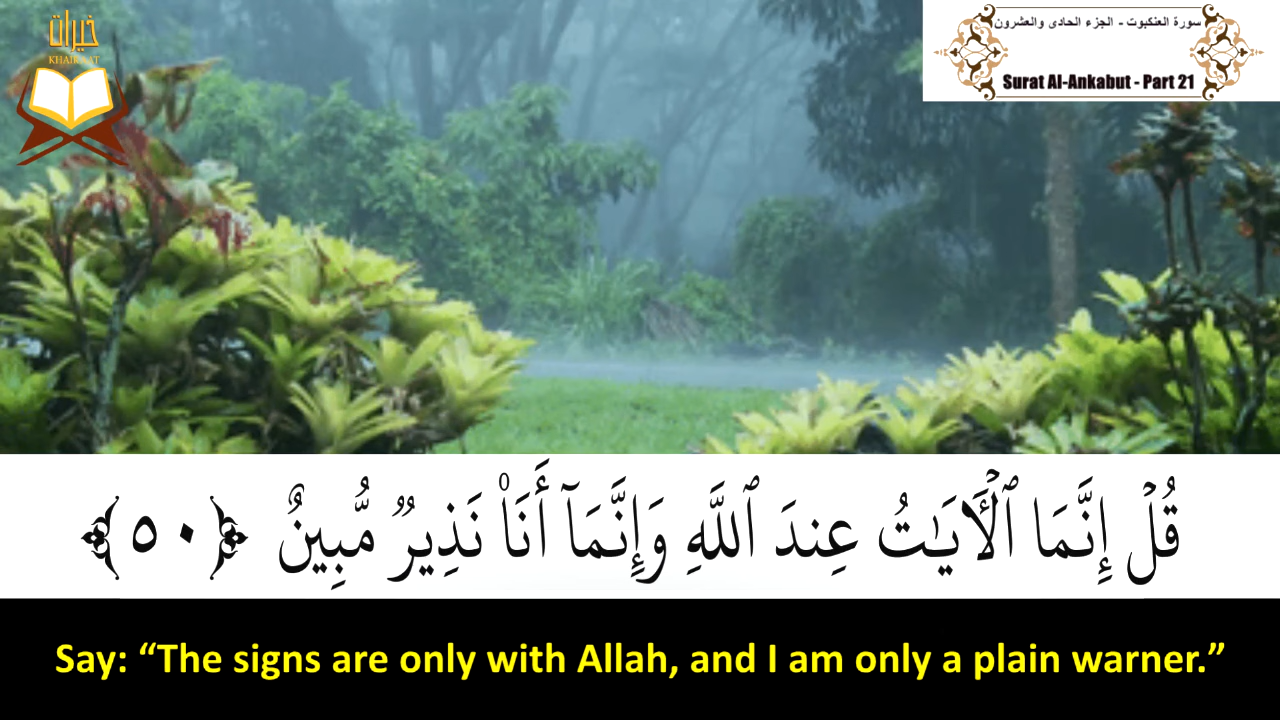 خيرات
KHAIRAAT
سورة العنكبوت - الجزء الحادى والعشرون
Surat Al-Ankabut - Part 21
قُلْ إِنَّمَا ٱلْأَيَـٰتُ عِندَ ٱللَّهِ وَإِنَّمَآ أَنَا۠ نَذِيرٌ مُّبِينٌ ﴿٥٠﴾
Say: “The signs are only with Allah, and I am only a plain warner.”